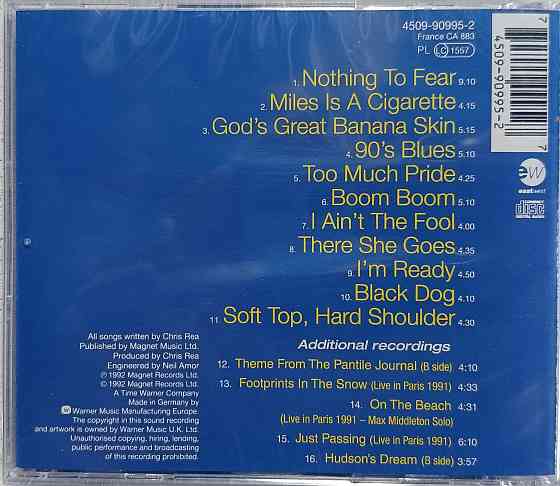 4509-90995-2
France CA 883
PL LC 1557
7 4509-90995-2 7
1. Nothing To Fear 9.10
2. Miles Is A Cigarette 4.15
3. God's Great Banana Skin 5.15
4. 90's Blues 5.10
5. Too Much Pride 4.25
6. Boom Boom 5.10
7. I Ain't The Fool 4.00
8. There She Goes 4.35
9. I'm Ready 4.50
10. Black Dog 4.10
11. Soft Top, Hard Shoulder 4.30
ew
eastwest
COMPACT
disc
DIGITAL AUDIO
Additional recordings
12. Theme From The Pantile Journal (B side) 4:10
13. Footprints In The Snow (Live in Paris 1991) 4:33
14. On The Beach 4:31
(Live in Paris 1991 – Max Middleton Solo)
15. Just Passing (Live in Paris 1991) 6:10
16. Hudson's Dream (B side) 3:57
All songs written by Chris Rea
Published by Magnet Music Ltd.
Produced by Chris Rea
Engineered by Neil Amor
℗ 1992 Magnet Records Ltd.
© 1992 Magnet Records Ltd.
A Time Warner Company
Made in Germany by
Warner Music Manufacturing Europe.
The copyright in this sound recording
and artwork is owned by Warner Music U.K. Ltd.
Unauthorised copying, hiring, lending,
public performance and broadcasting
of this recording prohibited.